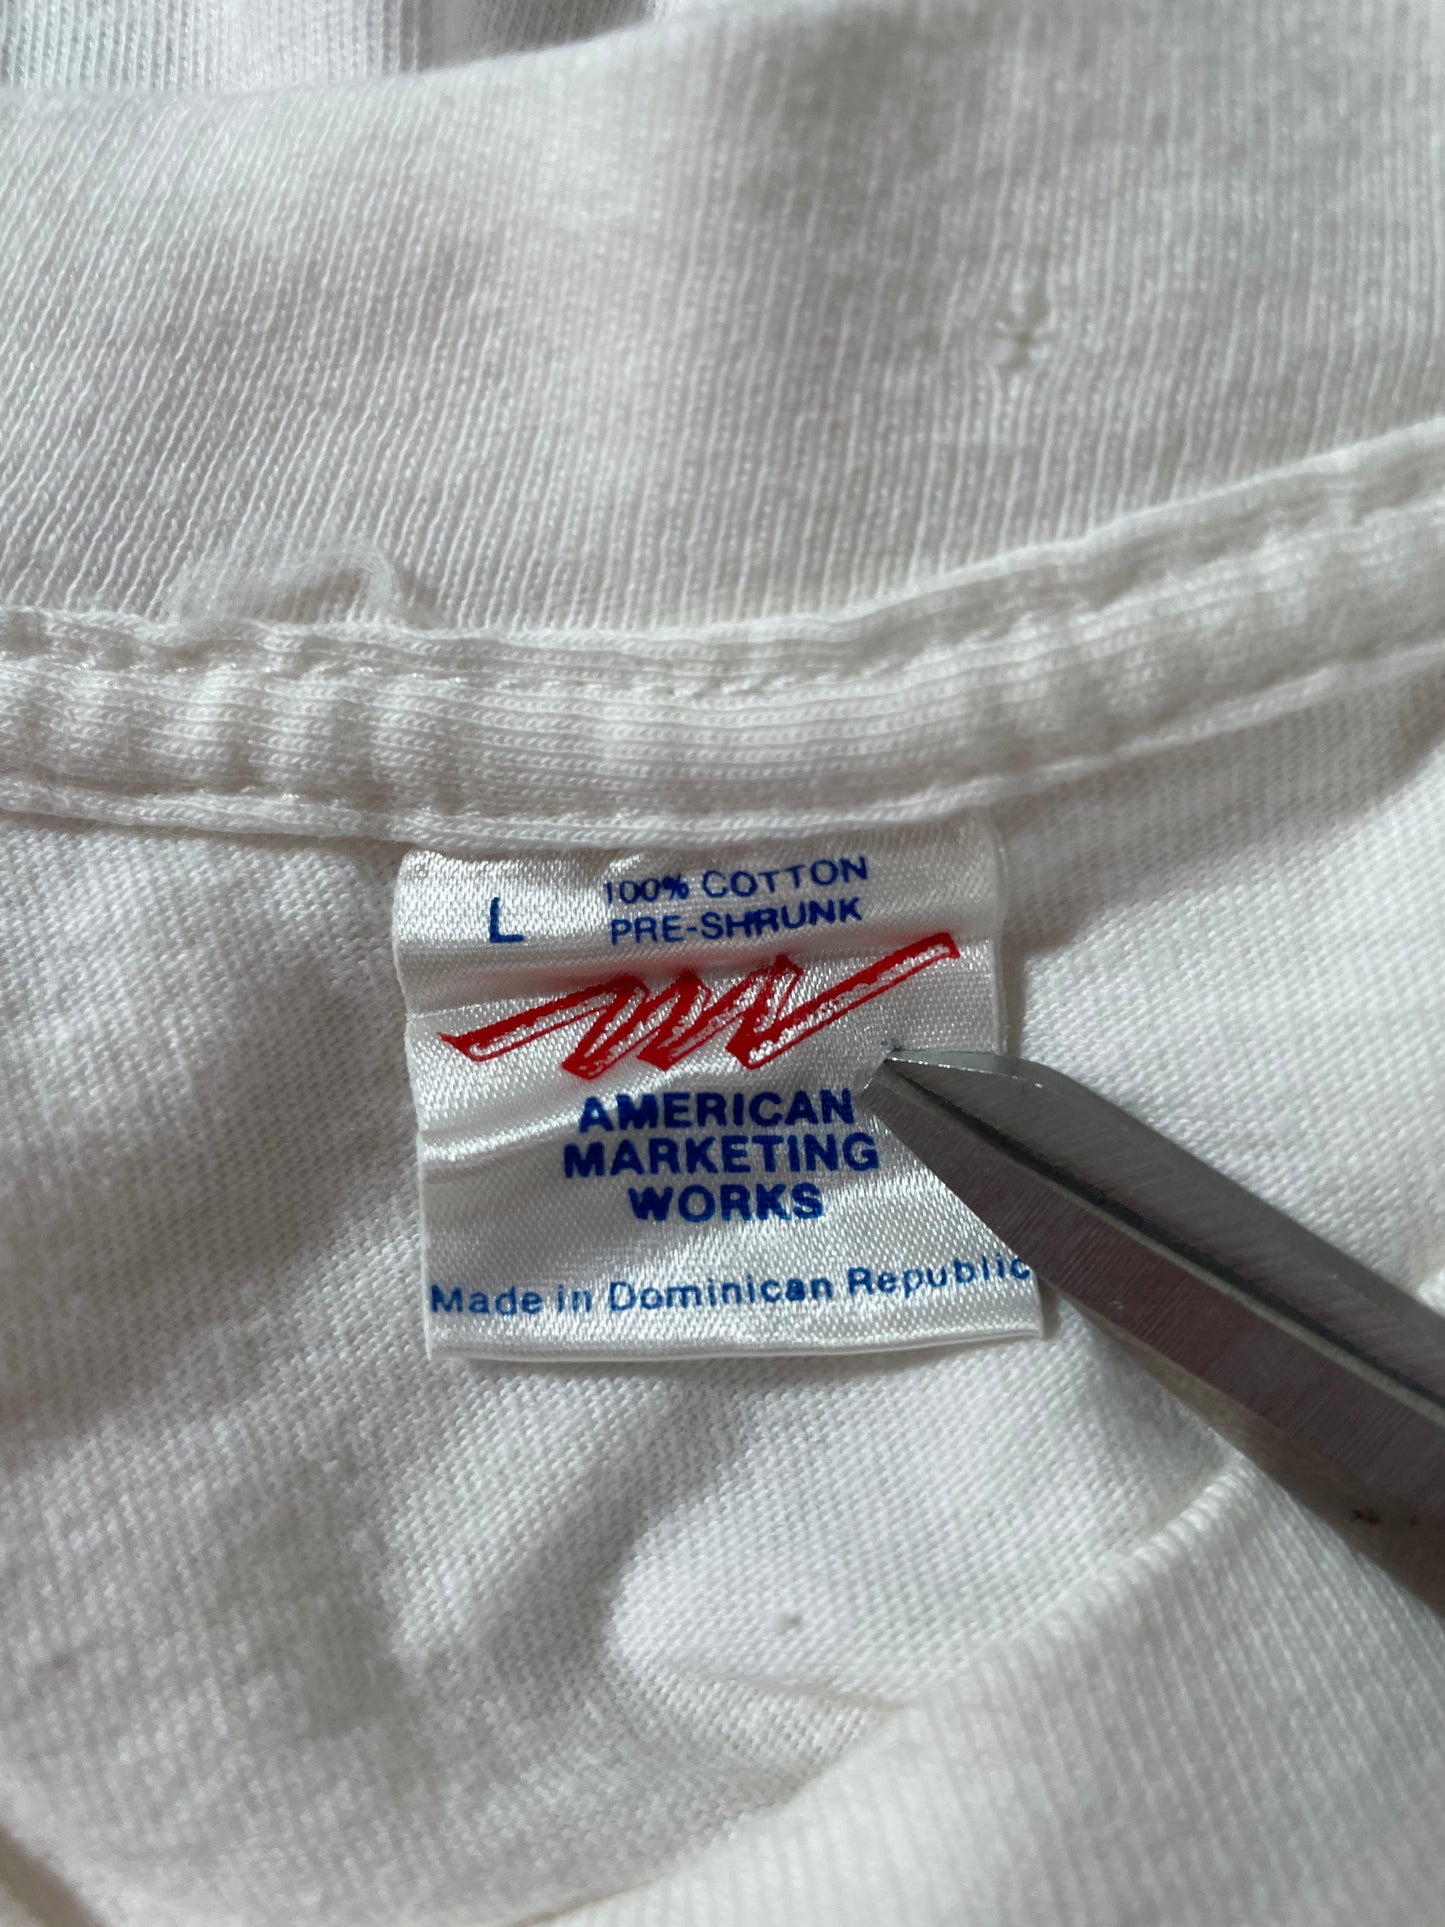 L 100% COTTON
PRE-SHRUNK
AMERICAN
MARKETING
WORKS
Made in Dominican Republic